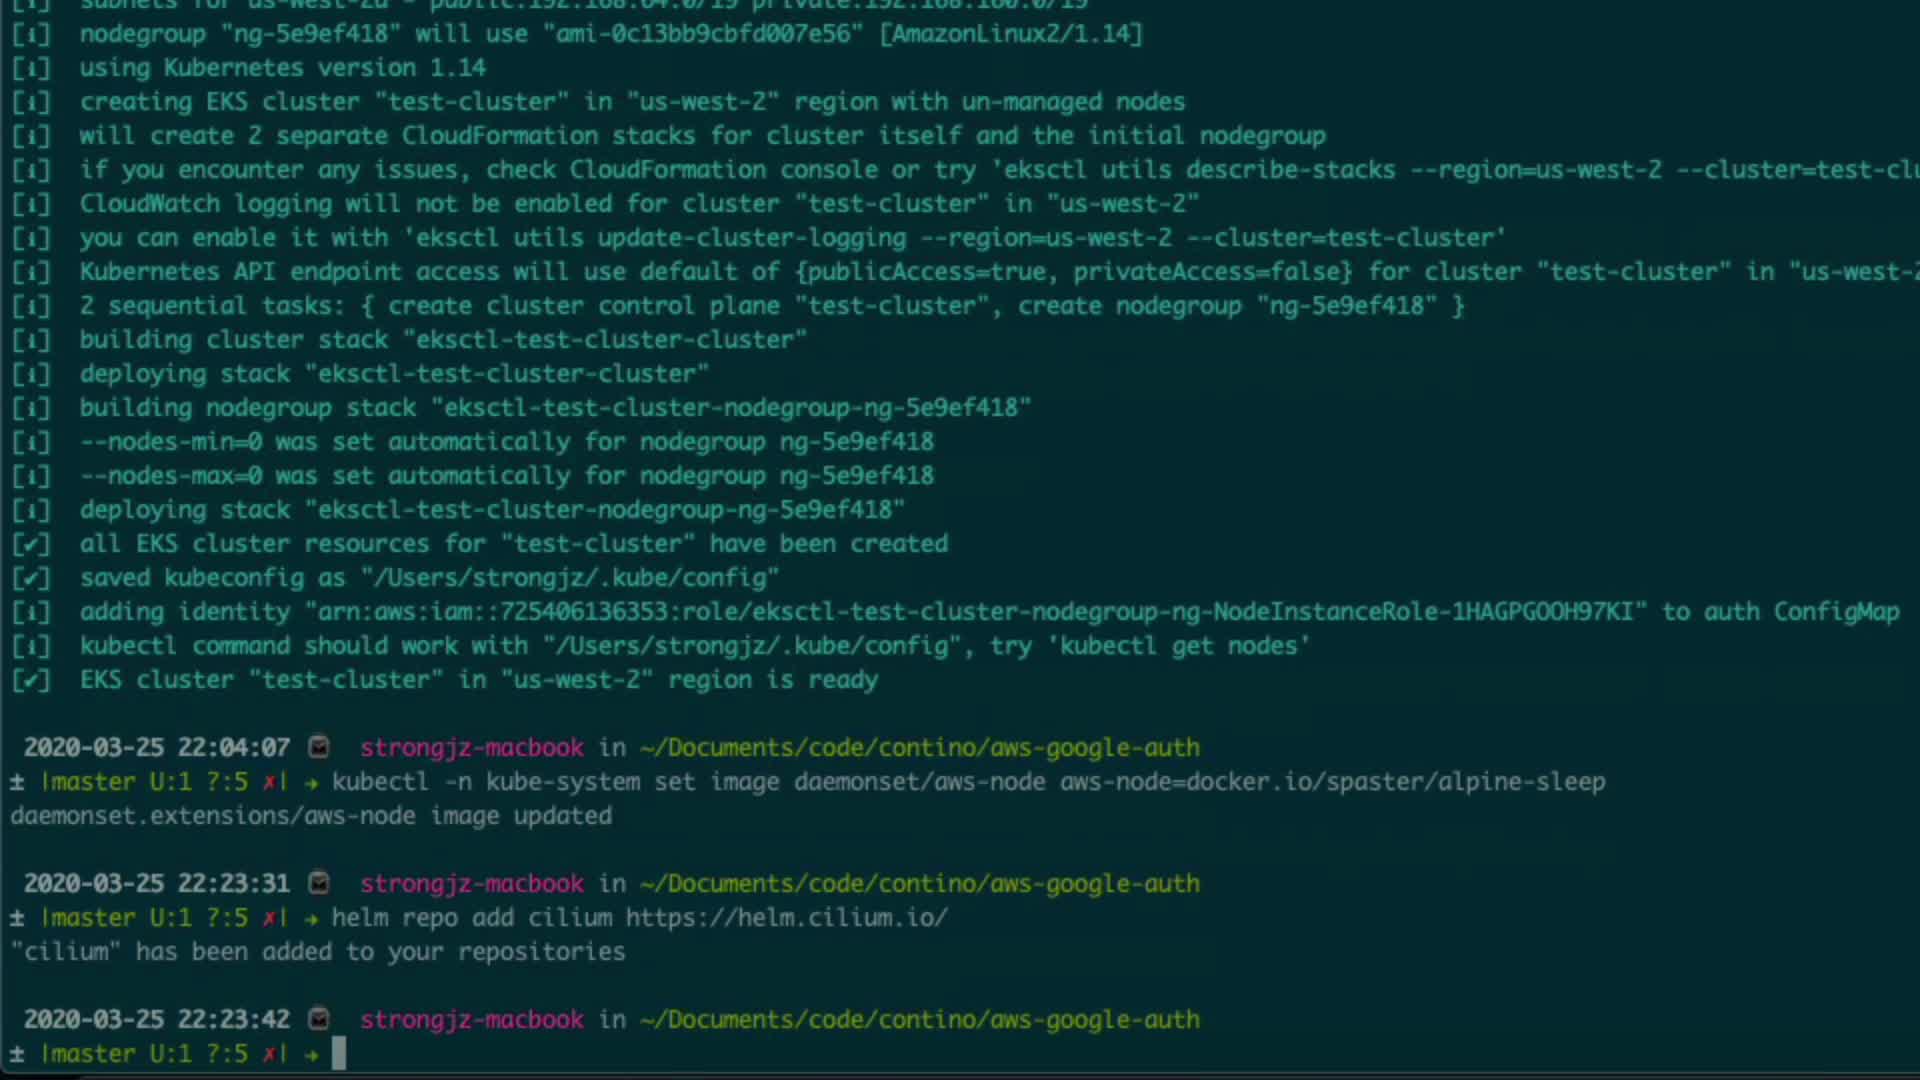 subnets for us-west-2d - public:192.168.64.0/19 private:192.168.160.0/19
[ℹ]  nodegroup "ng-5e9ef418" will use "ami-0c13bb9cbfd007e56" [AmazonLinux2/1.14]
[ℹ]  using Kubernetes version 1.14
[ℹ]  creating EKS cluster "test-cluster" in "us-west-2" region with un-managed nodes
[ℹ]  will create 2 separate CloudFormation stacks for cluster itself and the initial nodegroup
[ℹ]  if you encounter any issues, check CloudFormation console or try 'eksctl utils describe-stacks --region=us-west-2 --cluster=test-clu
[ℹ]  CloudWatch logging will not be enabled for cluster "test-cluster" in "us-west-2"
[ℹ]  you can enable it with 'eksctl utils update-cluster-logging --region=us-west-2 --cluster=test-cluster'
[ℹ]  Kubernetes API endpoint access will use default of {publicAccess=true, privateAccess=false} for cluster "test-cluster" in "us-west-2
[ℹ]  2 sequential tasks: { create cluster control plane "test-cluster", create nodegroup "ng-5e9ef418" }
[ℹ]  building cluster stack "eksctl-test-cluster-cluster"
[ℹ]  deploying stack "eksctl-test-cluster-cluster"
[ℹ]  building nodegroup stack "eksctl-test-cluster-nodegroup-ng-5e9ef418"
[ℹ]  --nodes-min=0 was set automatically for nodegroup ng-5e9ef418
[ℹ]  --nodes-max=0 was set automatically for nodegroup ng-5e9ef418
[ℹ]  deploying stack "eksctl-test-cluster-nodegroup-ng-5e9ef418"
[✔]  all EKS cluster resources for "test-cluster" have been created
[✔]  saved kubeconfig as "/Users/strongjz/.kube/config"
[ℹ]  adding identity "arn:aws:iam::725406136353:role/eksctl-test-cluster-nodegroup-ng-NodeInstanceRole-1HAGPGOOH97KI" to auth ConfigMap
[ℹ]  kubectl command should work with "/Users/strongjz/.kube/config", try 'kubectl get nodes'
[✔]  EKS cluster "test-cluster" in "us-west-2" region is ready
2020-03-25 22:04:07 strongjz-macbook in ~/Documents/code/contino/aws-google-auth
± |master U:1 ?:5 ✗| → kubectl -n kube-system set image daemonset/aws-node aws-node=docker.io/spaster/alpine-sleep
daemonset.extensions/aws-node image updated
2020-03-25 22:23:31 strongjz-macbook in ~/Documents/code/contino/aws-google-auth
± |master U:1 ?:5 ✗| → helm repo add cilium https://helm.cilium.io/
"cilium" has been added to your repositories
2020-03-25 22:23:42 strongjz-macbook in ~/Documents/code/contino/aws-google-auth
± |master U:1 ?:5 ✗| →